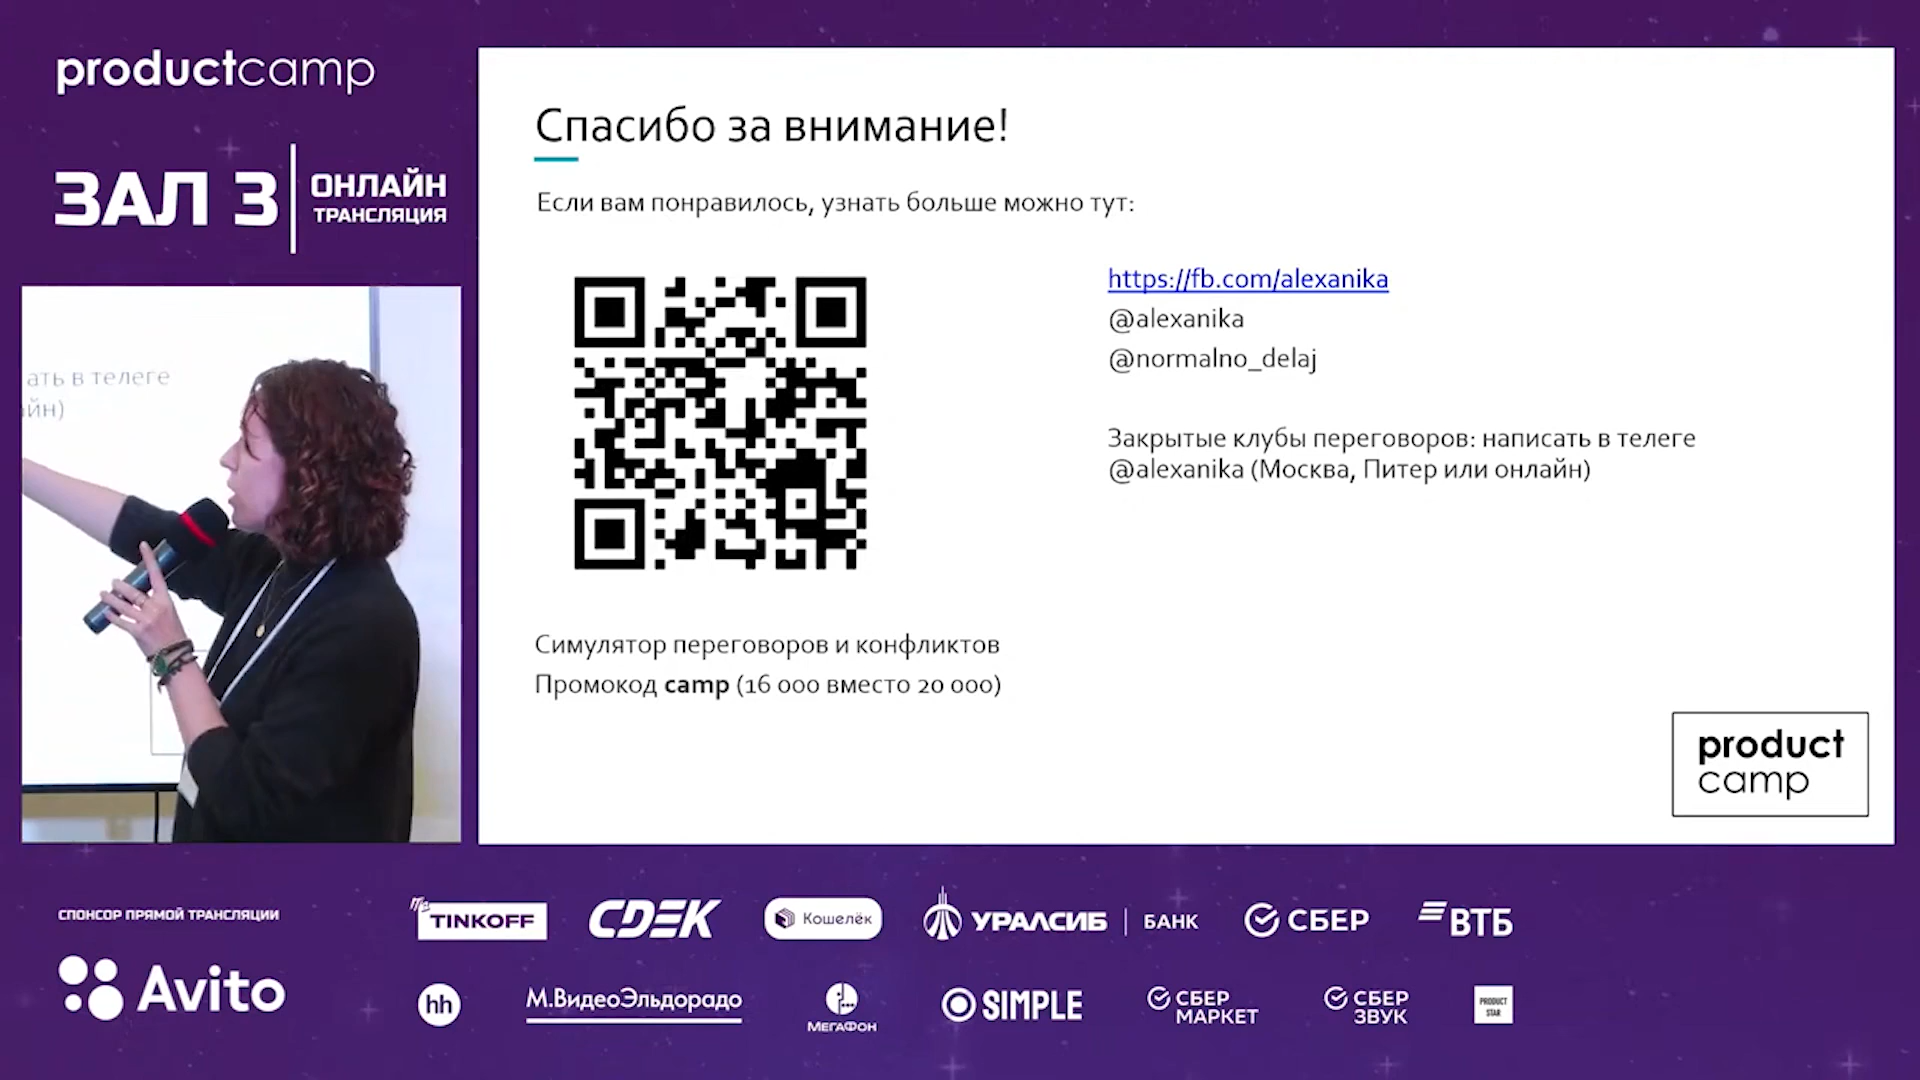 productcamp
ЗАЛ 3
ОНЛАЙН
ТРАНСЛЯЦИЯ
Спасибо за внимание!
Если вам понравилось, узнать больше можно тут:
https://fb.com/alexanika
@alexanika
@normalno_delaj
Закрытые клубы переговоров: написать в телеге
@alexanika (Москва, Питер или онлайн)
Симулятор переговоров и конфликтов
Промокод camp (16 000 вместо 20 000)
product
camp
ать в телеге
йн)
СПОНСОР ПРЯМОЙ ТРАНСЛЯЦИИ
Avito
TINKOFF
CDEK
Кошелёк
УРАЛСИБ | БАНК
СБЕР
ВТБ
hh
М.ВидеоЭльдорадо
МЕГАФОН
SIMPLE
СБЕР
МАРКЕТ
СБЕР
ЗВУК
PRODUCT
STAR